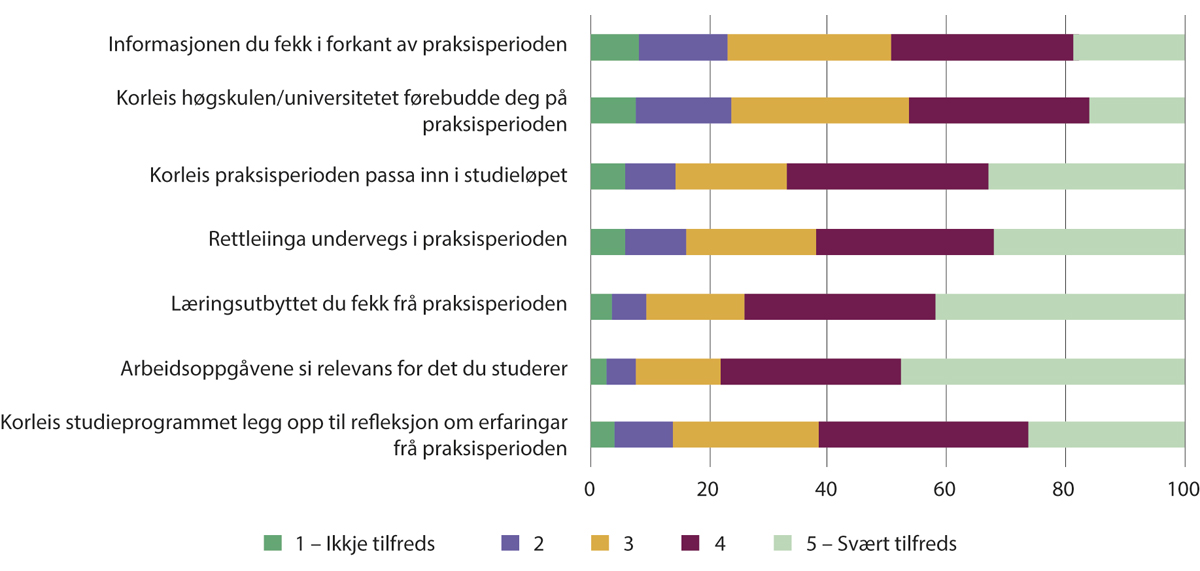 Informasjonen du fekk i forkant av praksisperioden
Korleis høgskulen/universitetet førebudde deg på
praksisperioden
Korleis praksisperioden passa inn i studieløpet
Rettleiinga undervegs i praksisperioden
Læringsutbyttet du fekk frå praksisperioden
Arbeidsoppgåvene si relevans for det du studerer
Korleis studieprogrammet legg opp til refleksjon om erfaringar
frå praksisperioden
0 20 40 60 80 100
1 – Ikkje tilfreds 2 3 4 5 – Svært tilfreds